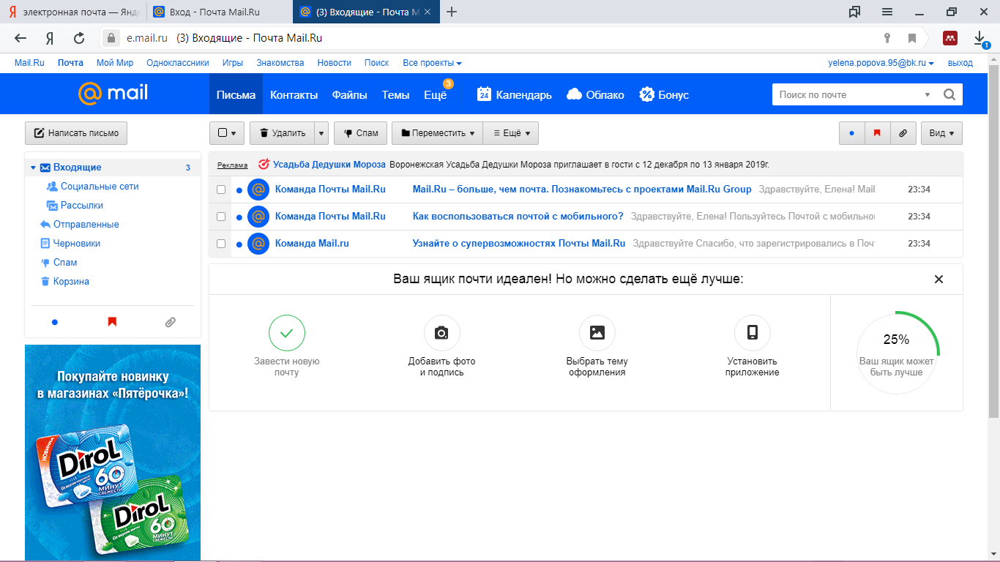 электронная почта — Янде
Вход - Почта Mail.Ru
(3) Входящие - Почта M
e.mail.ru (3) Входящие - Почта Mail.Ru
1
Mail.Ru Почта Мой Мир Одноклассники Игры Знакомства Новости Поиск Все проекты
yelena.popova.95@bk.ru выход
@mail
Письма Контакты Файлы Темы Ещё 3
24 Календарь Облако Бонус
Поиск по почте
Написать письмо
Удалить Спам Переместить Ещё
Вид
Входящие 3
Социальные сети
Рассылки
Отправленные
Черновики
Спам
Корзина
Реклама Усадьба Дедушки Мороза Воронежская Усадьба Дедушки Мороза приглашает в гости с 12 декабря по 13 января 2019г.
Команда Почты Mail.Ru Mail.Ru – больше, чем почта. Познакомьтесь с проектами Mail.Ru Group Здравствуйте, Елена! Mail 23:34
Команда Почты Mail.Ru Как воспользоваться почтой с мобильного? Здравствуйте, Елена! Пользуйтесь Почтой с мобильно 23:34
Команда Mail.ru Узнайте о супервозможностях Почты Mail.Ru Здравствуйте Спасибо, что зарегистрировались в Поч 23:34
Ваш ящик почти идеален! Но можно сделать ещё лучше:
Завести новую
почту
Добавить фото
и подпись
Выбрать тему
оформления
Установить
приложение
25%
Ваш ящик может
быть лучше
Покупайте новинку
в магазинах «Пятёрочка»!
НОВИНКА
Dirol
60
МИНУТ
СВЕЖЕСТИ
Dirol
60
МИНУТ
СВЕЖЕСТИ